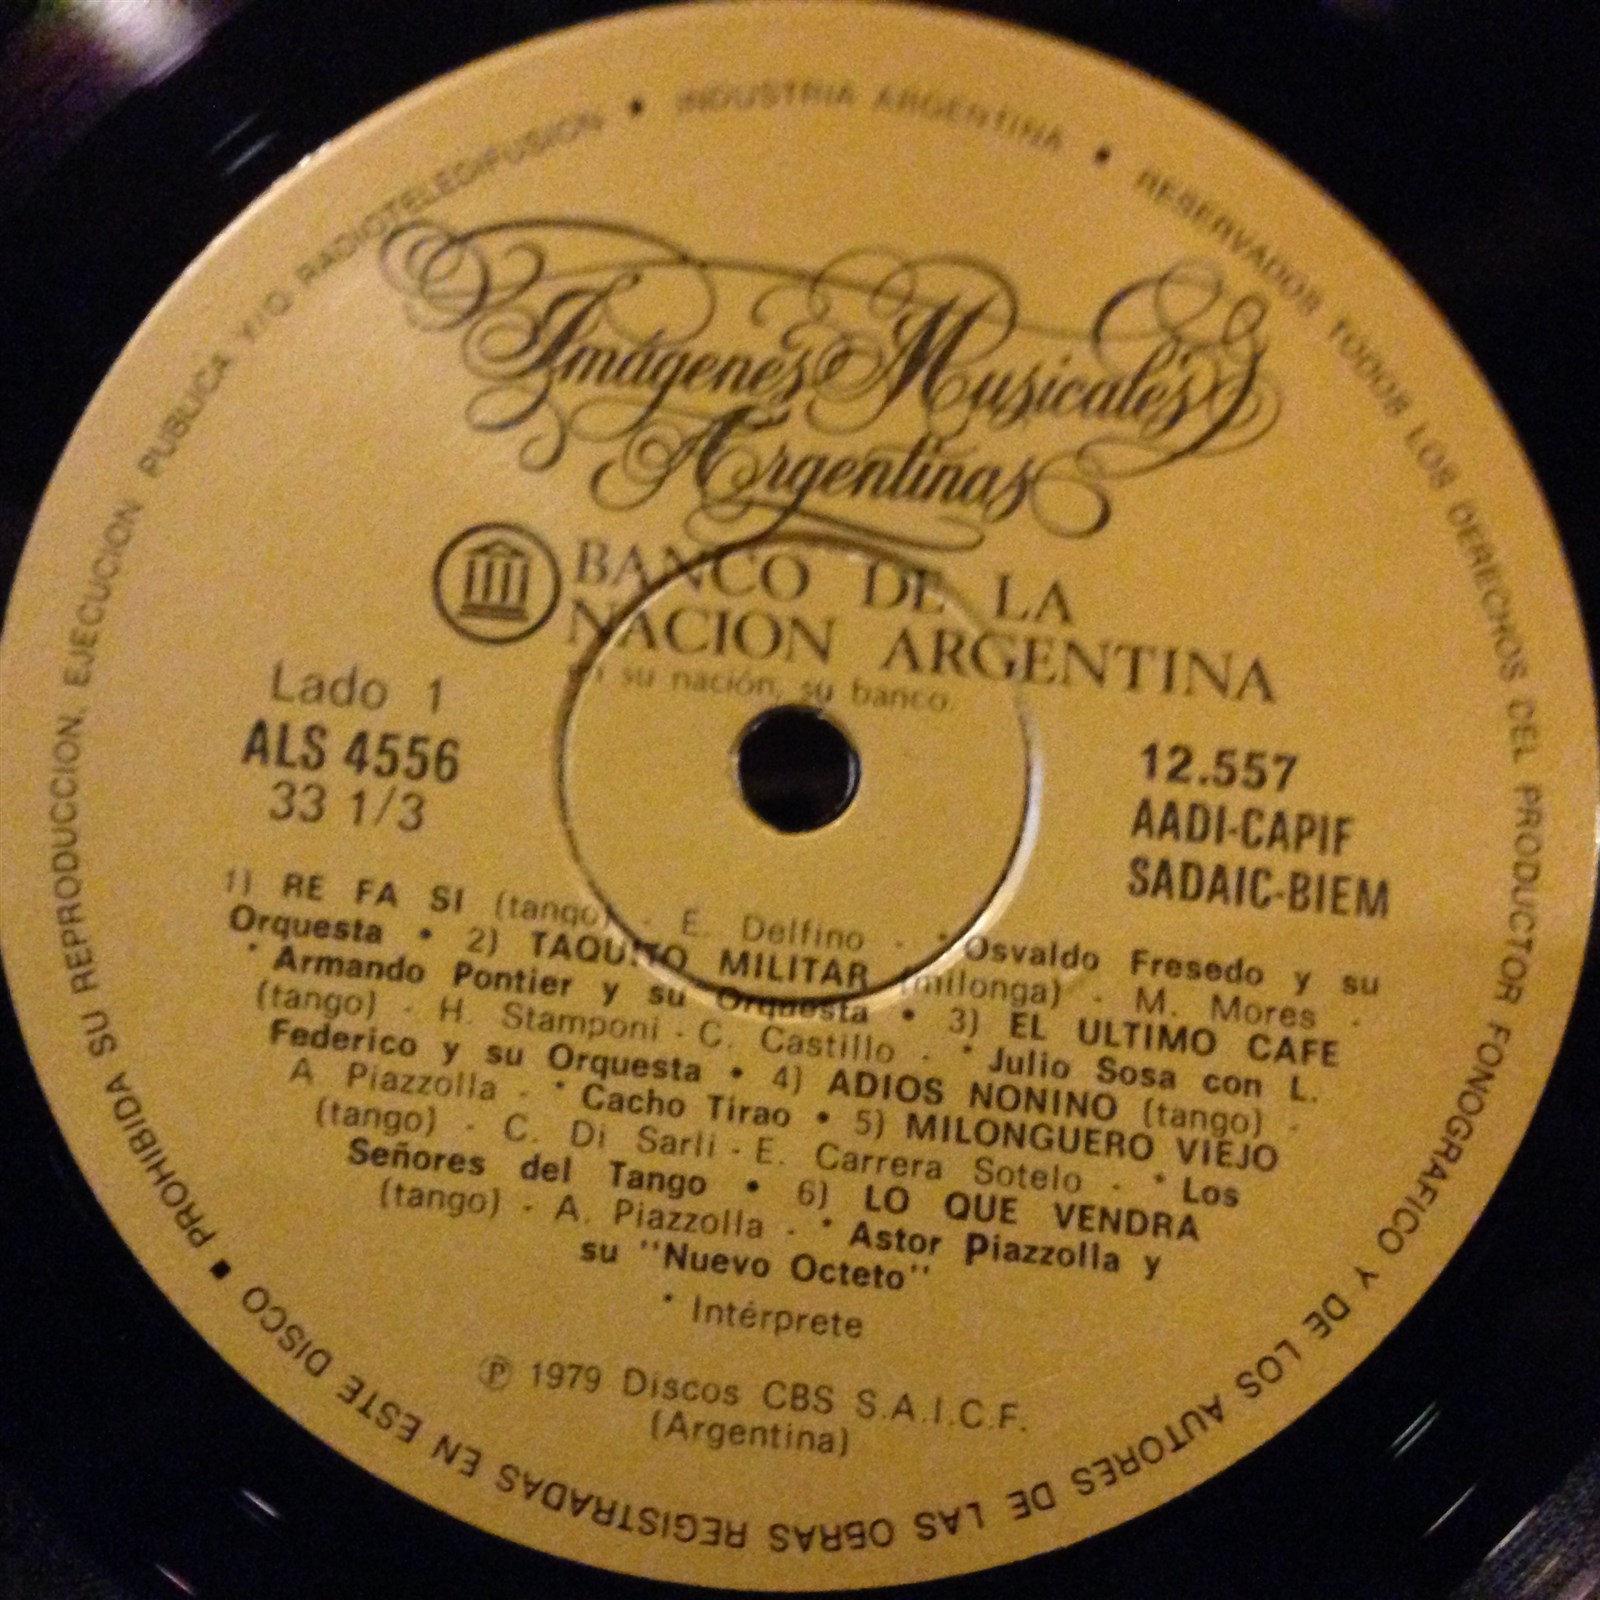 Imágenes Musicales
Argentinas
BANCO DE LA
NACION ARGENTINA
en su nación, su banco.
Lado 1
ALS 4556
33 1/3
12.557
AADI-CAPIF
SADAIC-BIEM
1) RE FA SI (tango) - E. Delfino - * Osvaldo Fresedo y su
Orquesta • 2) TAQUITO MILITAR (milonga) - M. Mores -
* Armando Pontier y su Orquesta • 3) EL ULTIMO CAFE
(tango) - H. Stamponi - C. Castillo - * Julio Sosa con L.
Federico y su Orquesta • 4) ADIOS NONINO (tango) -
A Piazzolla - * Cacho Tirao • 5) MILONGUERO VIEJO
(tango) - C. Di Sarli - E. Carrera Sotelo - * Los
Señores del Tango • 6) LO QUE VENDRA
(tango) - A. Piazzolla - * Astor Piazzolla y
su "Nuevo Octeto"
* Intérprete
℗ 1979 Discos CBS S.A.I.C.F.
(Argentina)
INDUSTRIA ARGENTINA • RESERVADOR TODOS LOS DERECHOS DEL PRODUCTOR FONOGRAFICO Y DE LOS AUTORES DE LAS OBRAS REGISTRADAS EN ESTE DISCO ■ PROHIBIDA SU REPRODUCCION, EJECUCION PUBLICA Y/O RADIOTELEDIFUSION •